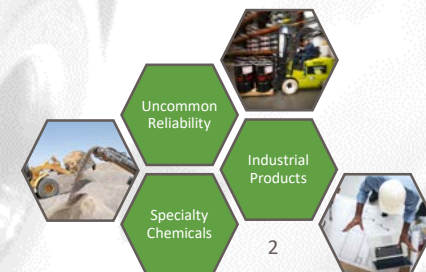 Uncommon
Reliability
Industrial
Products
Specialty
Chemicals
2